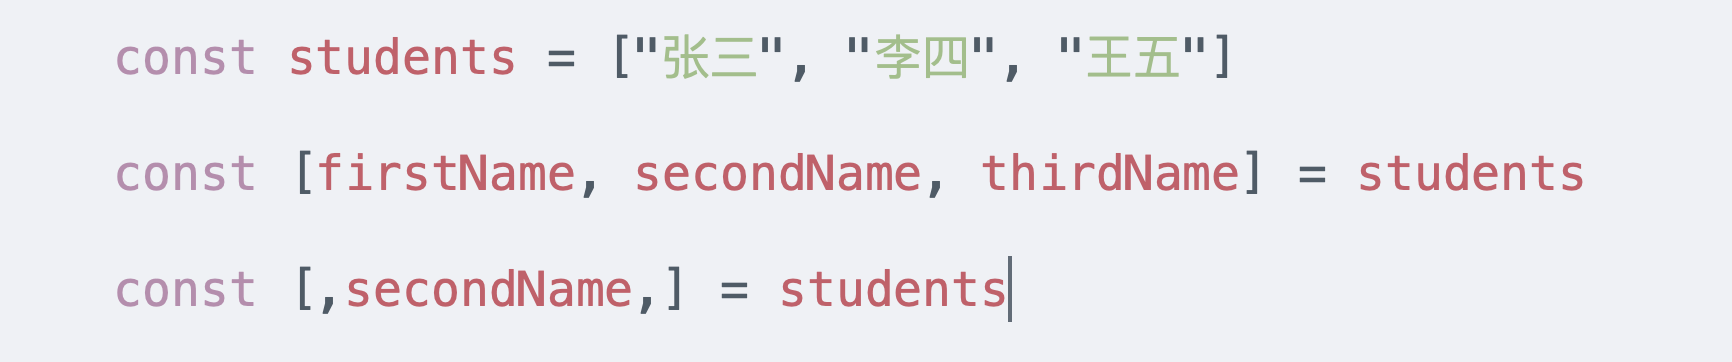 const students = ["张三", "李四", "王五"]
const [firstName, secondName, thirdName] = students
const [,secondName,] = students